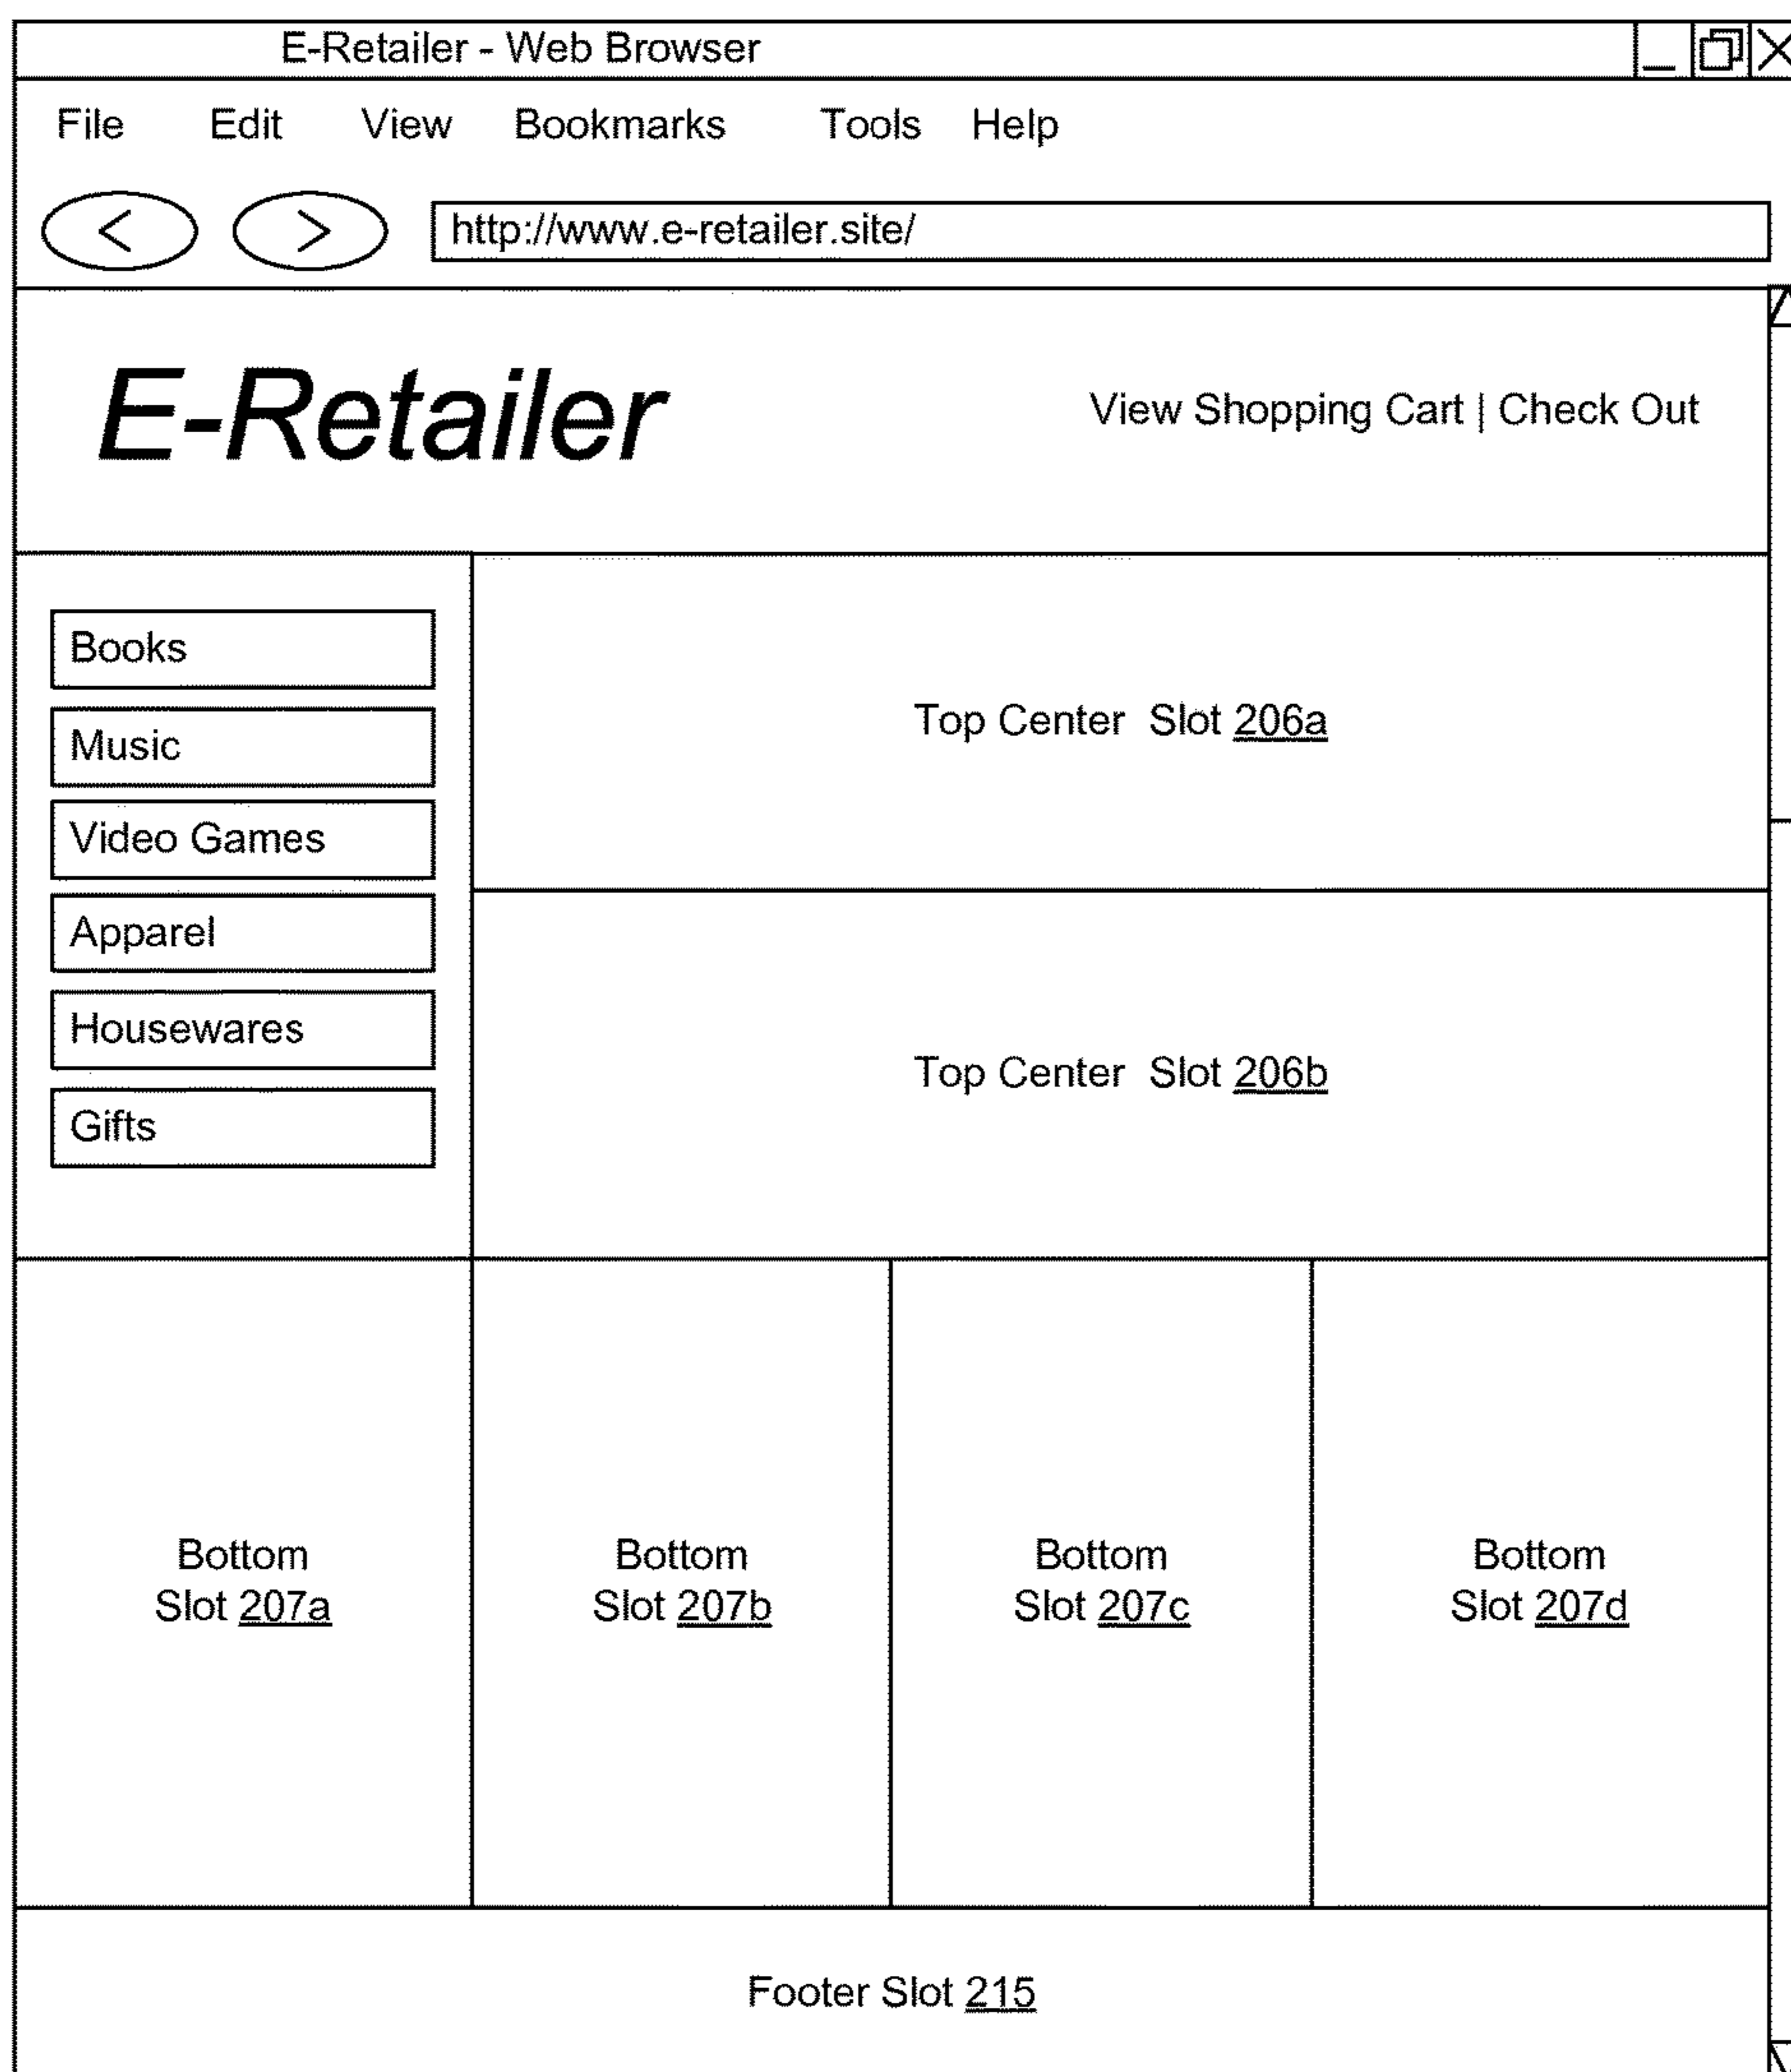 E-Retailer - Web Browser
File Edit View Bookmarks Tools Help
< > http://www.e-retailer.site/
E-Retailer
View Shopping Cart | Check Out
Books
Music
Video Games
Apparel
Housewares
Gifts
Top Center Slot 206a
Top Center Slot 206b
Bottom
Slot 207a
Bottom
Slot 207b
Bottom
Slot 207c
Bottom
Slot 207d
Footer Slot 215